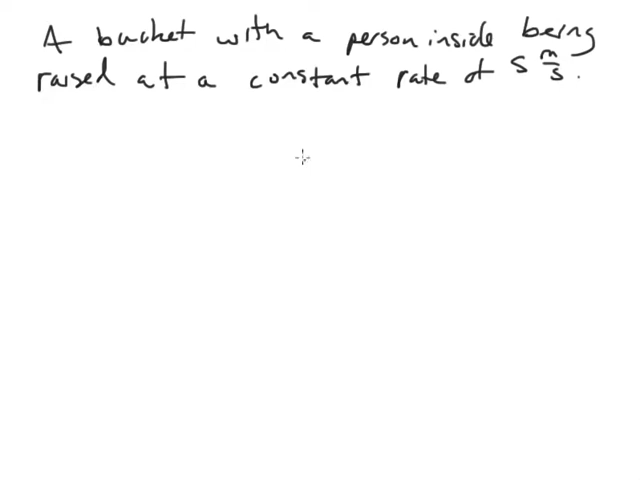 A bucket with a person inside being
raised at a constant rate of 5 m/s.